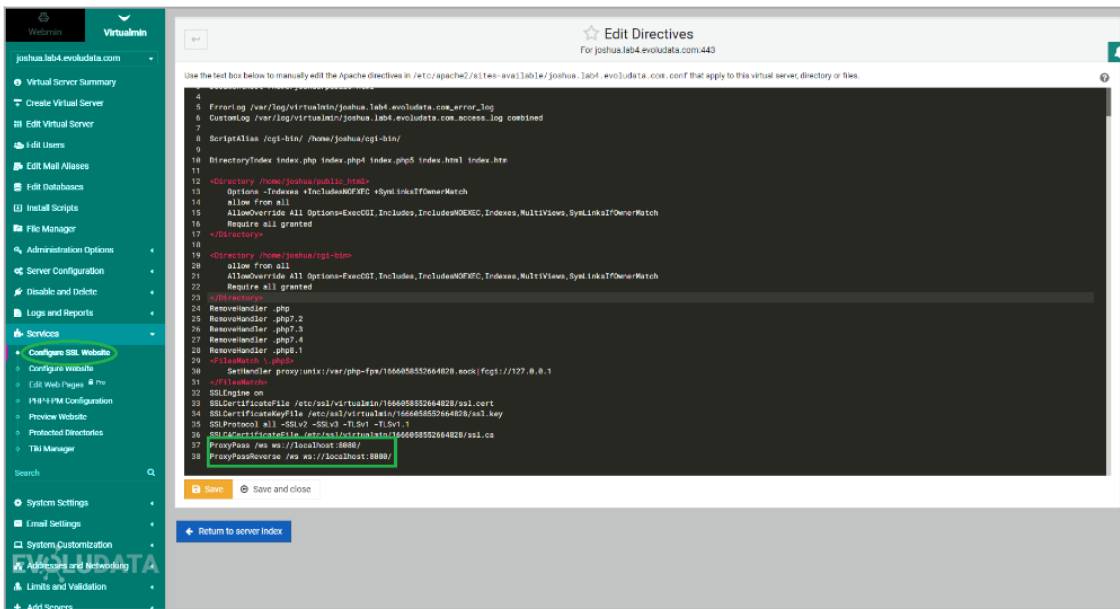 Webmin
Virtualmin
joshua.lab4.evoludata.com
Virtual Server Summary
Create Virtual Server
Edit Virtual Server
Edit Users
Edit Mail Aliases
Edit Databases
Install Scripts
File Manager
Administration Options
Server Configuration
Disable and Delete
Logs and Reports
Services
Configure SSL Website
Configure Website
Edit Web Pages Pro
PHP-FPM Configuration
Preview Website
Protected Directories
Tiki Manager
Search
System Settings
Email Settings
System Customization
Addresses and Networking
Limits and Validation
Add Servers
EVOLUDATA
Edit Directives
For joshua.lab4.evoludata.com:443
Use the text box below to manually edit the Apache directives in /etc/apache2/sites-available/joshua.lab4.evoludata.com.conf that apply to this virtual server, directory or files.
4
5 ErrorLog /var/log/virtualmin/joshua.lab4.evoludata.com_error_log
6 CustomLog /var/log/virtualmin/joshua.lab4.evoludata.com_access_log combined
7
8 ScriptAlias /cgi-bin/ /home/joshua/cgi-bin/
9
10 DirectoryIndex index.php index.php4 index.php5 index.html index.htm
11
12 <Directory /home/joshua/public_html>
13 Options -Indexes +IncludesNOEXEC +SymLinksIfOwnerMatch
14 allow from all
15 AllowOverride All Options=ExecCGI,Includes,IncludesNOEXEC,Indexes,MultiViews,SymLinksIfOwnerMatch
16 Require all granted
17 </Directory>
18
19 <Directory /home/joshua/cgi-bin>
20 allow from all
21 AllowOverride All Options=ExecCGI,Includes,IncludesNOEXEC,Indexes,MultiViews,SymLinksIfOwnerMatch
22 Require all granted
23 </Directory>
24 RemoveHandler .php
25 RemoveHandler .php7.2
26 RemoveHandler .php7.3
27 RemoveHandler .php7.4
28 RemoveHandler .php8.1
29 <FilesMatch \.php$>
30 SetHandler proxy:unix:/var/php-fpm/1666058552664828.sock|fcgi://127.0.0.1
31 </FilesMatch>
32 SSLEngine on
33 SSLCertificateFile /etc/ssl/virtualmin/1666058552664828/ssl.cert
34 SSLCertificateKeyFile /etc/ssl/virtualmin/1666058552664828/ssl.key
35 SSLProtocol all -SSLv2 -SSLv3 -TLSv1 -TLSv1.1
36 SSLCACertificateFile /etc/ssl/virtualmin/1666058552664828/ssl.ca
37 ProxyPass /ws ws://localhost:8080/
38 ProxyPassReverse /ws ws://localhost:8080/
Save
Save and close
Return to server index